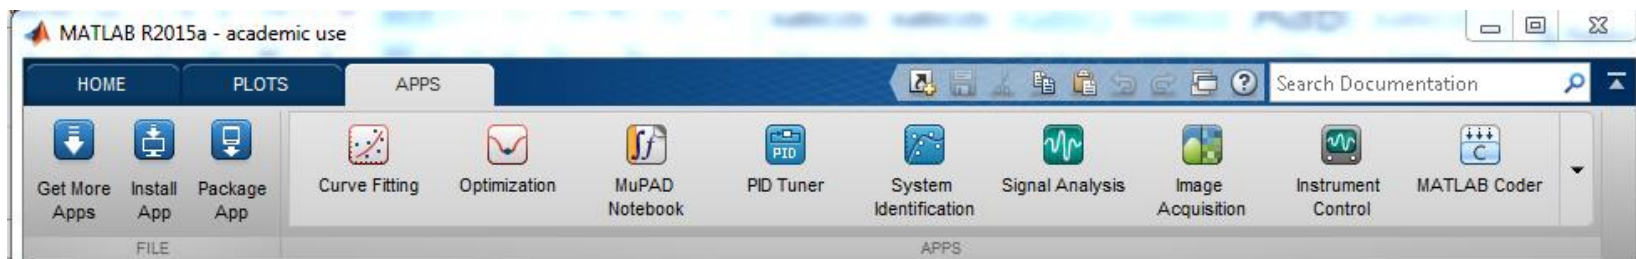 MATLAB R2015a - academic use
HOME PLOTS APPS Search Documentation
Get More Apps
Install App
Package App
Curve Fitting
Optimization
MuPAD Notebook
PID
PID Tuner
System Identification
Signal Analysis
Image Acquisition
Instrument Control
C
MATLAB Coder
FILE APPS